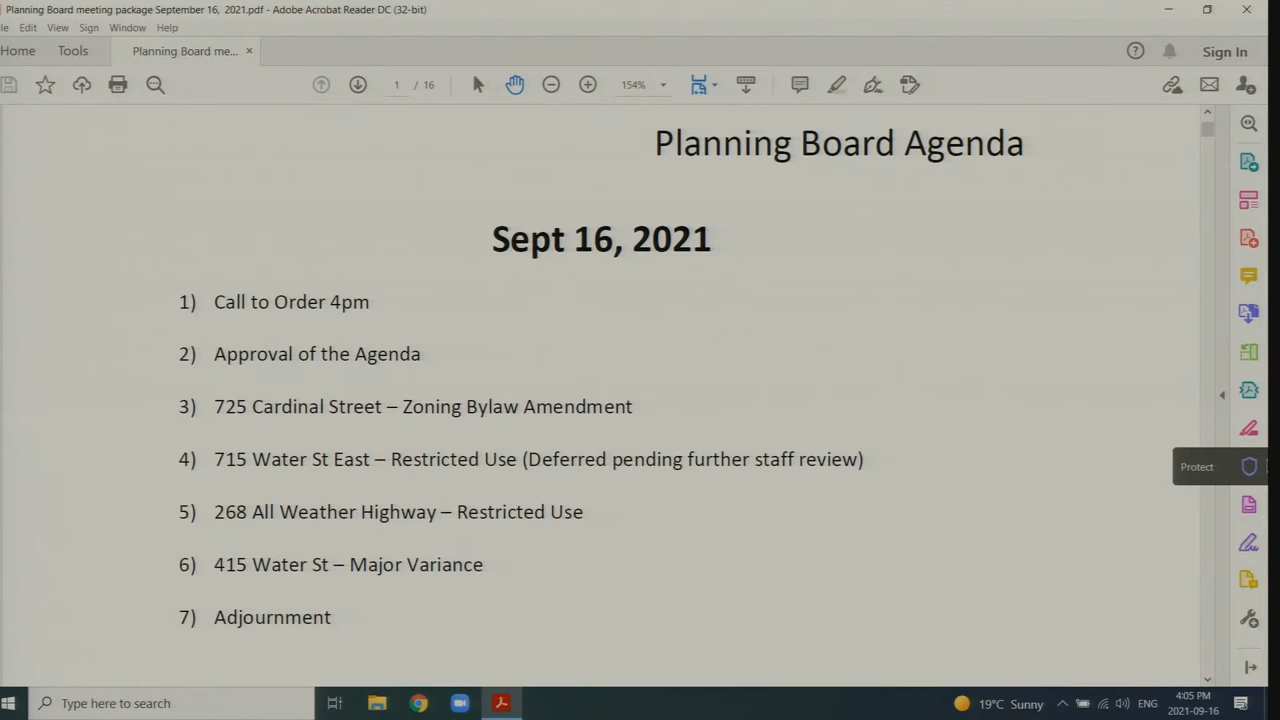 Planning Board meeting package September 16, 2021.pdf - Adobe Acrobat Reader DC (32-bit)
le Edit View Sign Window Help
Home Tools Planning Board me... × Sign In
1 / 16 154%
Planning Board Agenda
Sept 16, 2021
1) Call to Order 4pm
2) Approval of the Agenda
3) 725 Cardinal Street – Zoning Bylaw Amendment
4) 715 Water St East – Restricted Use (Deferred pending further staff review)
Protect
5) 268 All Weather Highway – Restricted Use
6) 415 Water St – Major Variance
7) Adjournment
Type here to search
19°C Sunny
ENG
4:05 PM
2021-09-16